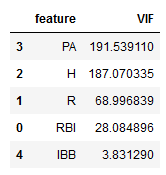 feature VIF
3 PA 191.539110
2 H 187.070335
1 R 68.996839
0 RBI 28.084896
4 IBB 3.831290